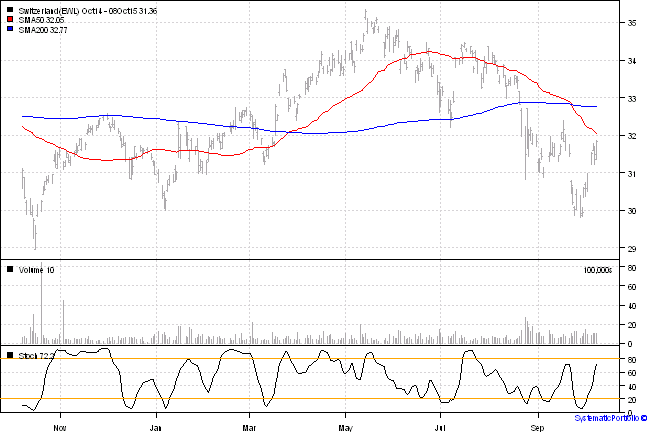 Switzerland (EWL) Oct14 - 08Oct15 31.36
SMA50 32.05
SMA200 32.77
35
34
33
32
31
30
29
Volume 10
100,000s
80
60
40
20
0
Stoch 72.2
80
60
40
20
0
Nov
Jan
Mar
May
Jul
Sep
SystematicPortfolio ©